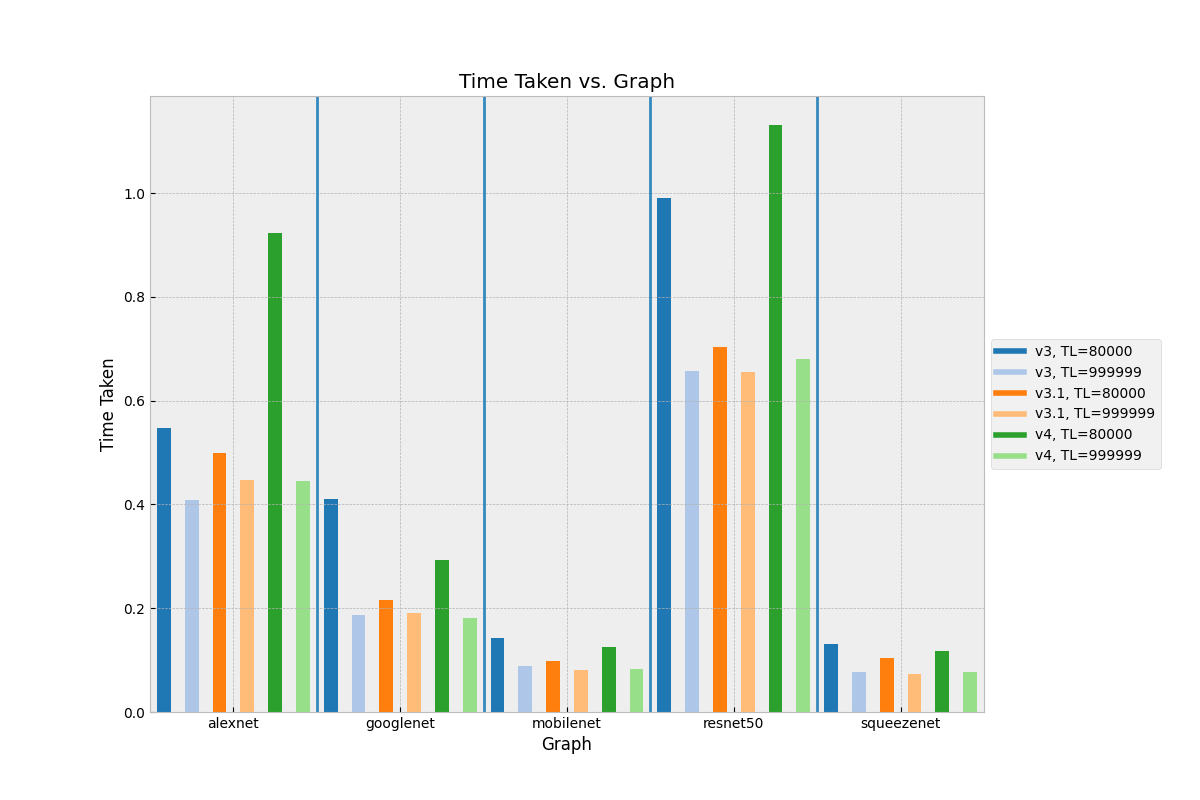 Time Taken vs. Graph
Time Taken
1.0
0.8
0.6
0.4
0.2
0.0
alexnet
googlenet
mobilenet
resnet50
squeezenet
Graph
v3, TL=80000
v3, TL=999999
v3.1, TL=80000
v3.1, TL=999999
v4, TL=80000
v4, TL=999999